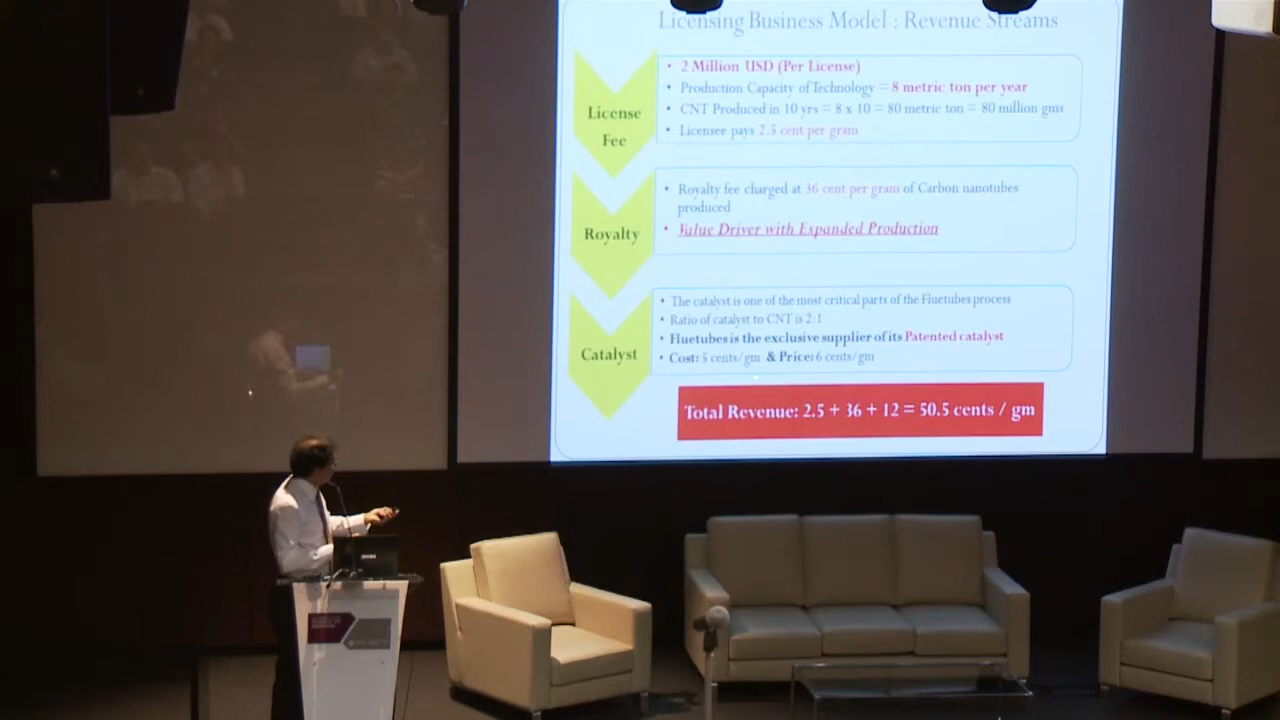 Licensing Business Model : Revenue Streams
License
Fee
• 2 Million USD (Per License)
• Production Capacity of Technology = 8 metric ton per year
• CNT Produced in 10 yrs = 8 x 10 = 80 metric ton = 80 million gms
• Licensee pays 2.5 cent per gram
Royalty
• Royalty fee charged at 36 cent per gram of Carbon nanotubes
produced
• Value Driver with Expanded Production
Catalyst
• The catalyst is one of the most critical parts of the Fluetubes process
• Ratio of catalyst to CNT is 2:1
• Fluetubes is the exclusive supplier of its Patented catalyst
• Cost: 5 cents/gm & Price: 6 cents/gm
Total Revenue: 2.5 + 36 + 12 = 50.5 cents / gm